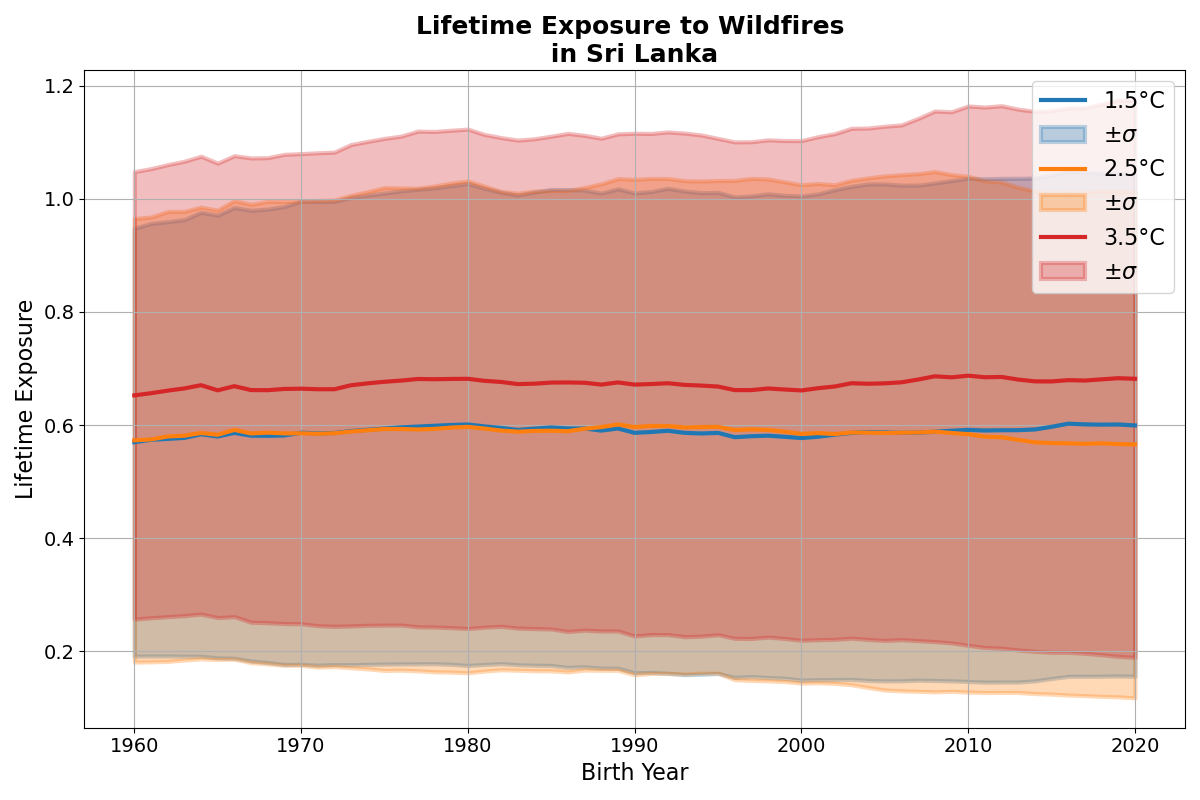 Lifetime Exposure to Wildfires
in Sri Lanka
Lifetime Exposure
1.2
1.0
0.8
0.6
0.4
0.2
1.5°C
±σ
2.5°C
±σ
3.5°C
±σ
1960 1970 1980 1990 2000 2010 2020
Birth Year